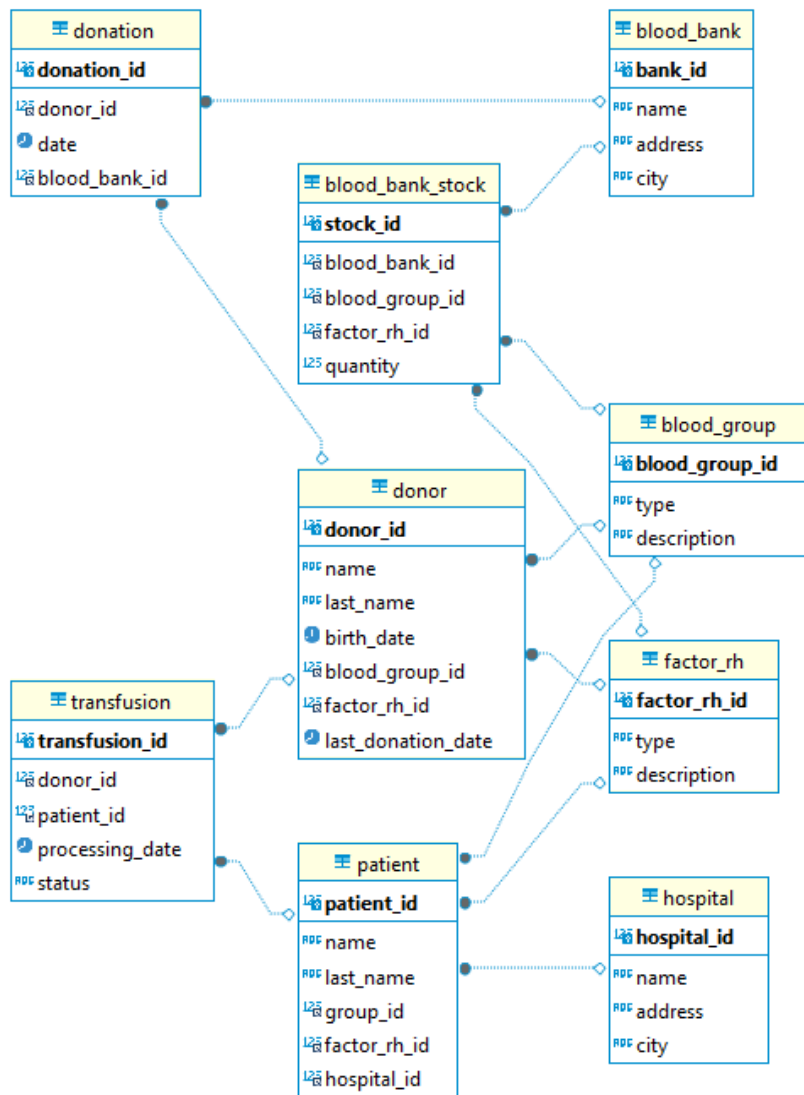 donation
donation_id
donor_id
date
blood_bank_id
blood_bank
bank_id
name
address
city
blood_bank_stock
stock_id
blood_bank_id
blood_group_id
factor_rh_id
quantity
blood_group
blood_group_id
type
description
donor
donor_id
name
last_name
birth_date
blood_group_id
factor_rh_id
last_donation_date
factor_rh
factor_rh_id
type
description
transfusion
transfusion_id
donor_id
patient_id
processing_date
status
patient
patient_id
name
last_name
group_id
factor_rh_id
hospital_id
hospital
hospital_id
name
address
city